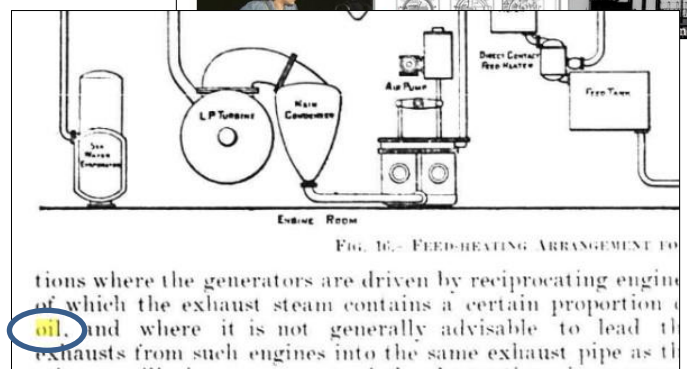 DIRECT CONTACT
FEED HEATER
AIR PUMP
FEED TANK
L P TURBINE
MAIN
CONDENSER
SEA
WATER
EVAPORATOR
ENGINE ROOM
FIG. 16.- FEED-HEATING ARRANGEMENT FO
tions where the generators are driven by reciprocating engine
of which the exhaust steam contains a certain proportion
oil, and where it is not generally advisable to lead th
exhausts from such engines into the same exhaust pipe as th